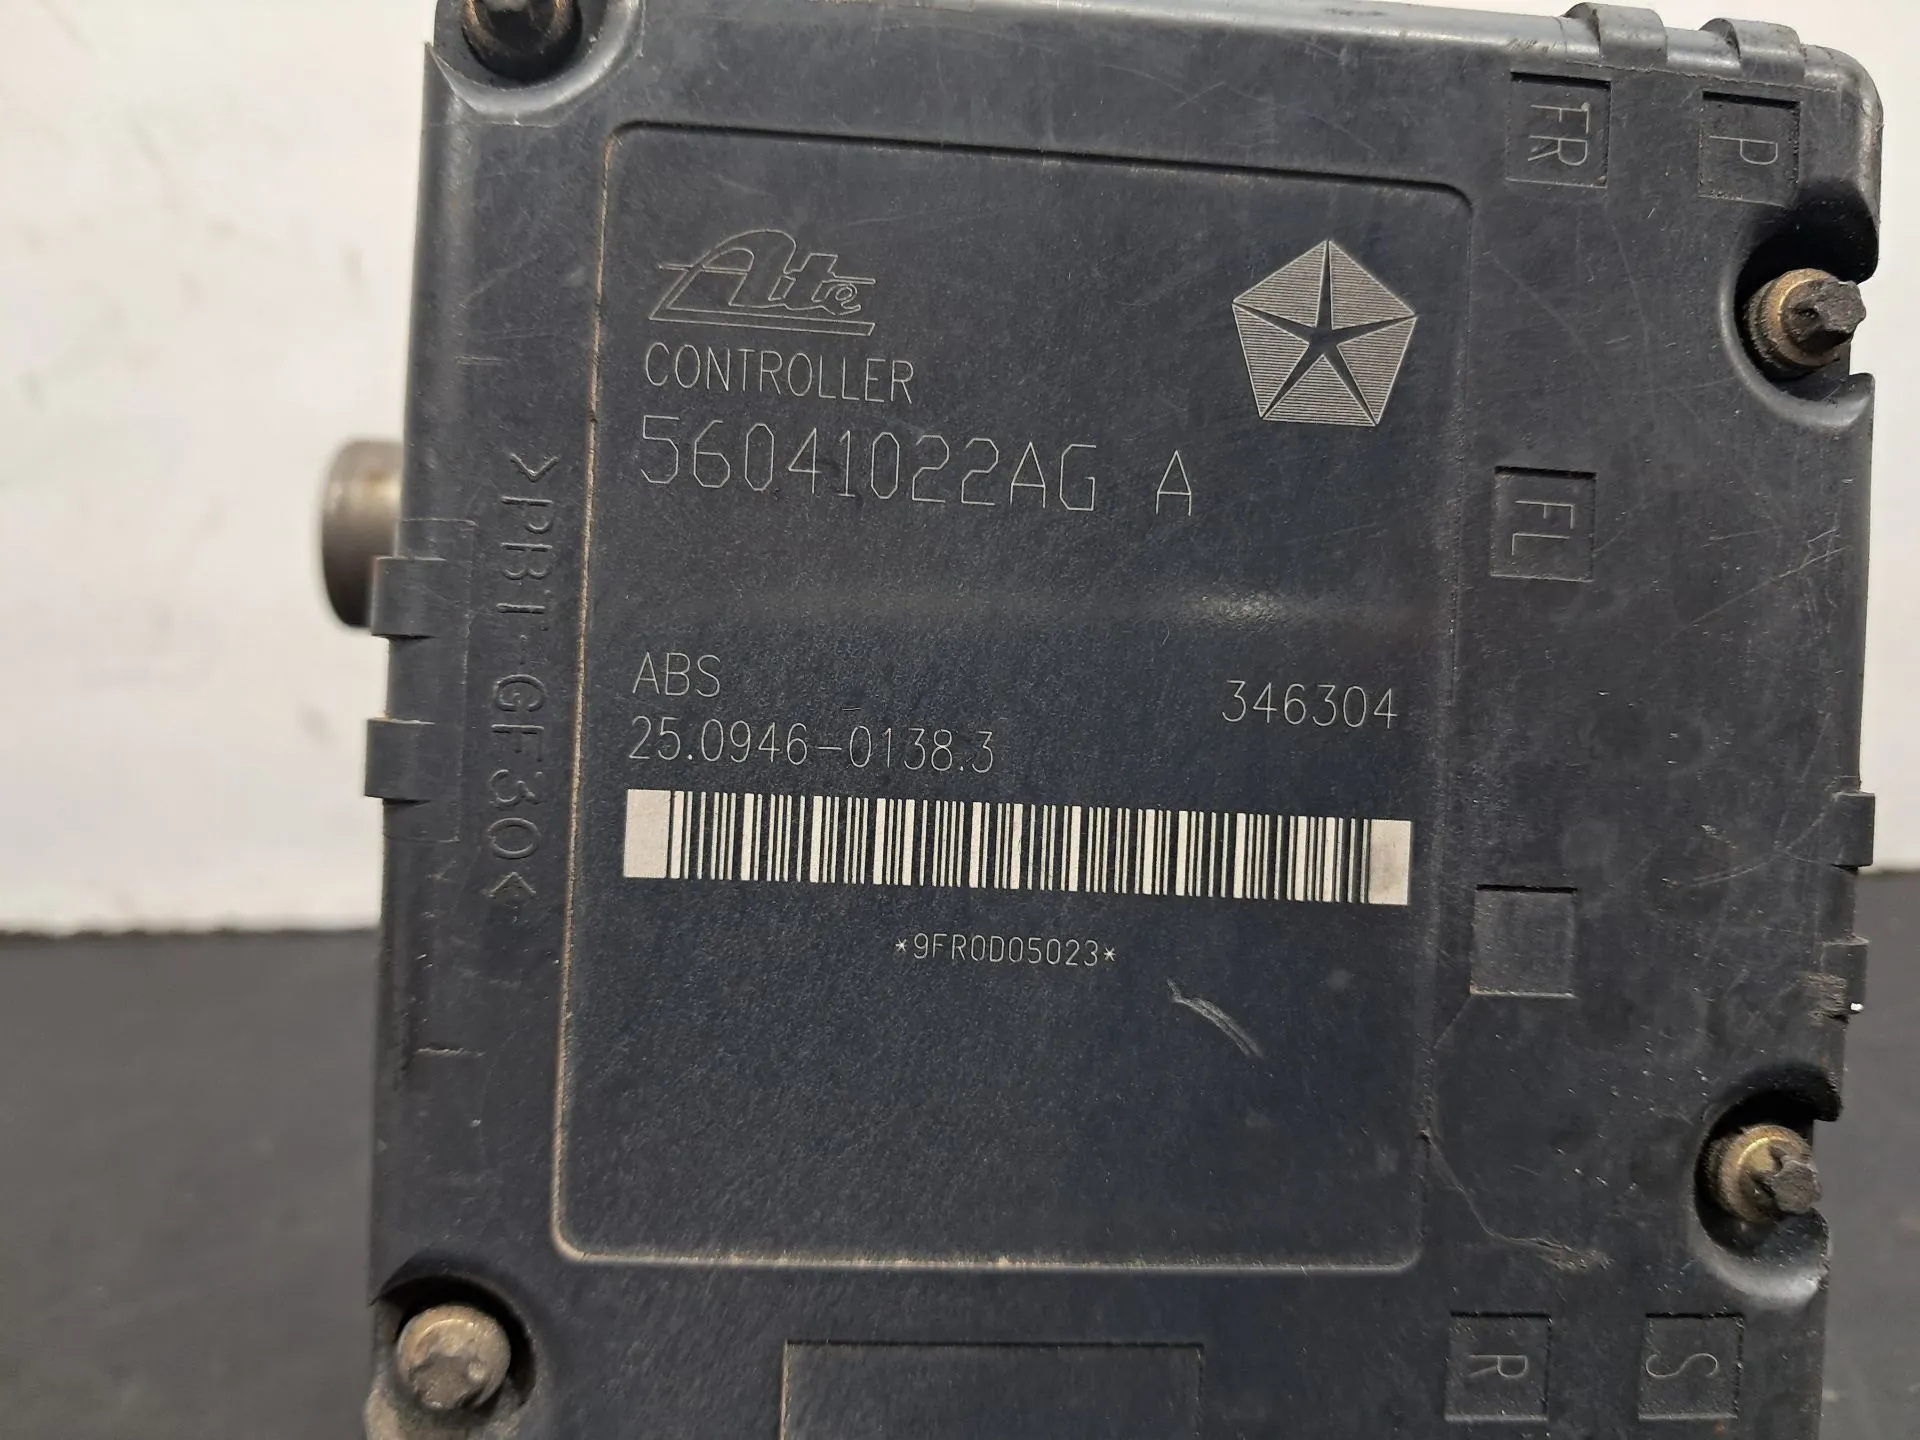 FR
P
Ate
CONTROLLER
56041022AG A
FL
>PBT-GF30<
ABS
346304
25.0946-0138.3
*9FR0D05023*
R
S